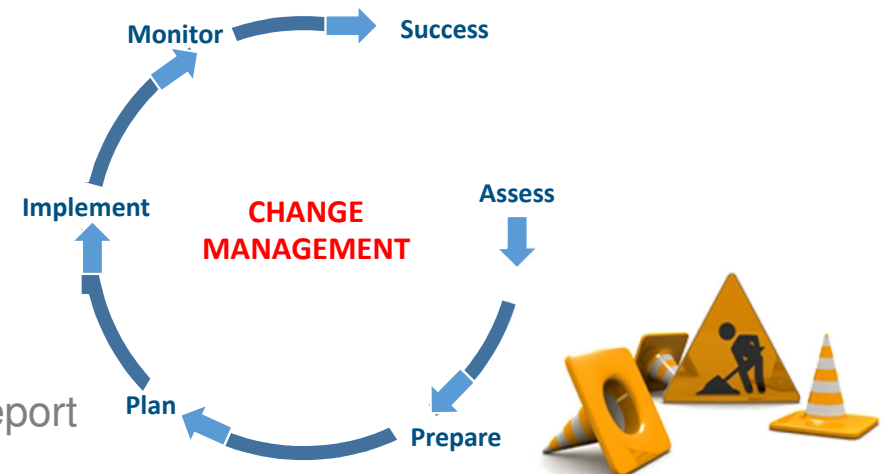 Monitor
Success
Implement
CHANGE
MANAGEMENT
Assess
Plan
Prepare